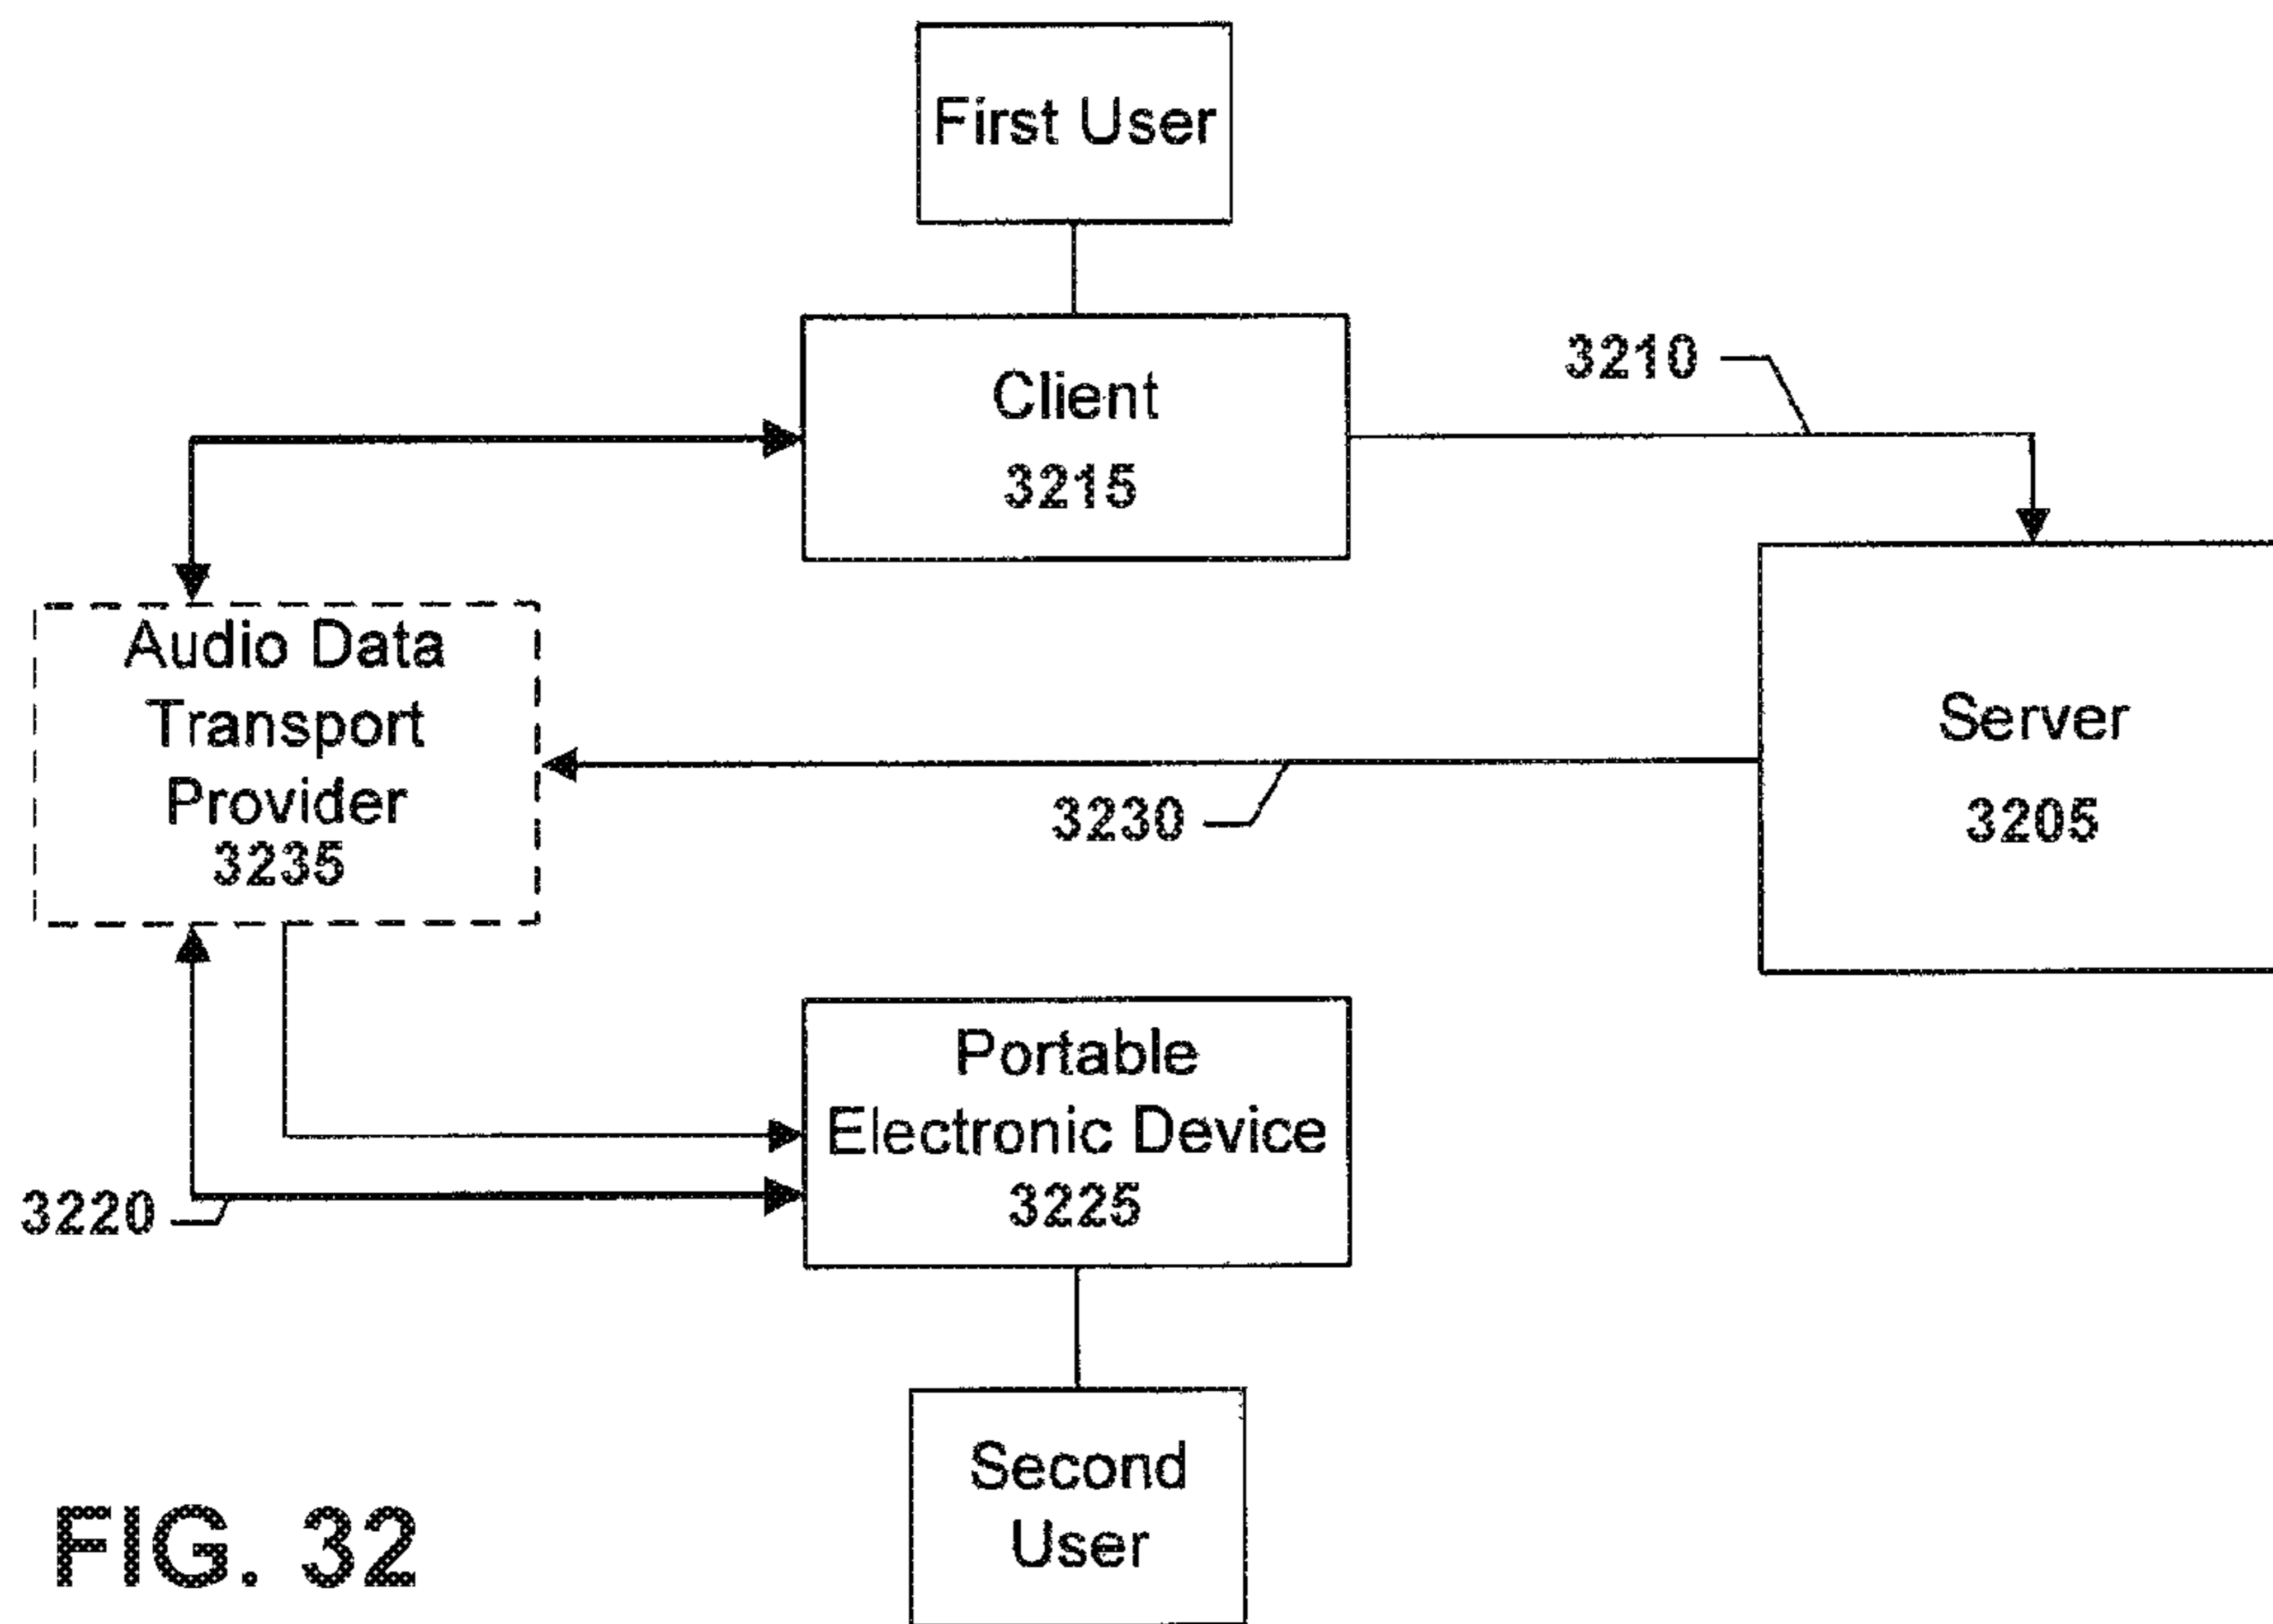 First User
Client
3215
3210
Audio Data
Transport
Provider
3235
3230
Server
3205
Portable
Electronic Device
3225
3220
Second
User
FIG. 32